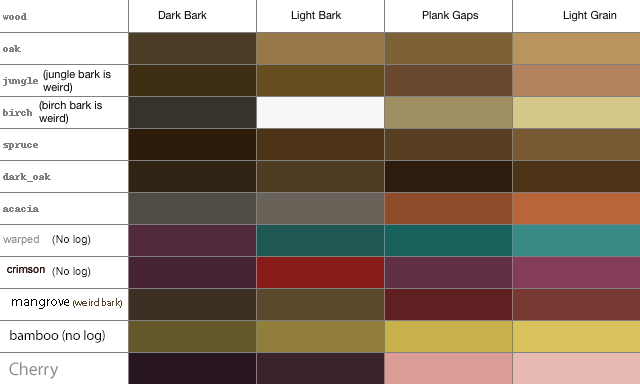 wood Dark Bark Light Bark Plank Gaps Light Grain
oak
jungle (jungle bark is
weird)
birch (birch bark is
weird)
spruce
dark_oak
acacia
warped (No log)
crimson (No log)
mangrove (weird bark)
bamboo (no log)
Cherry